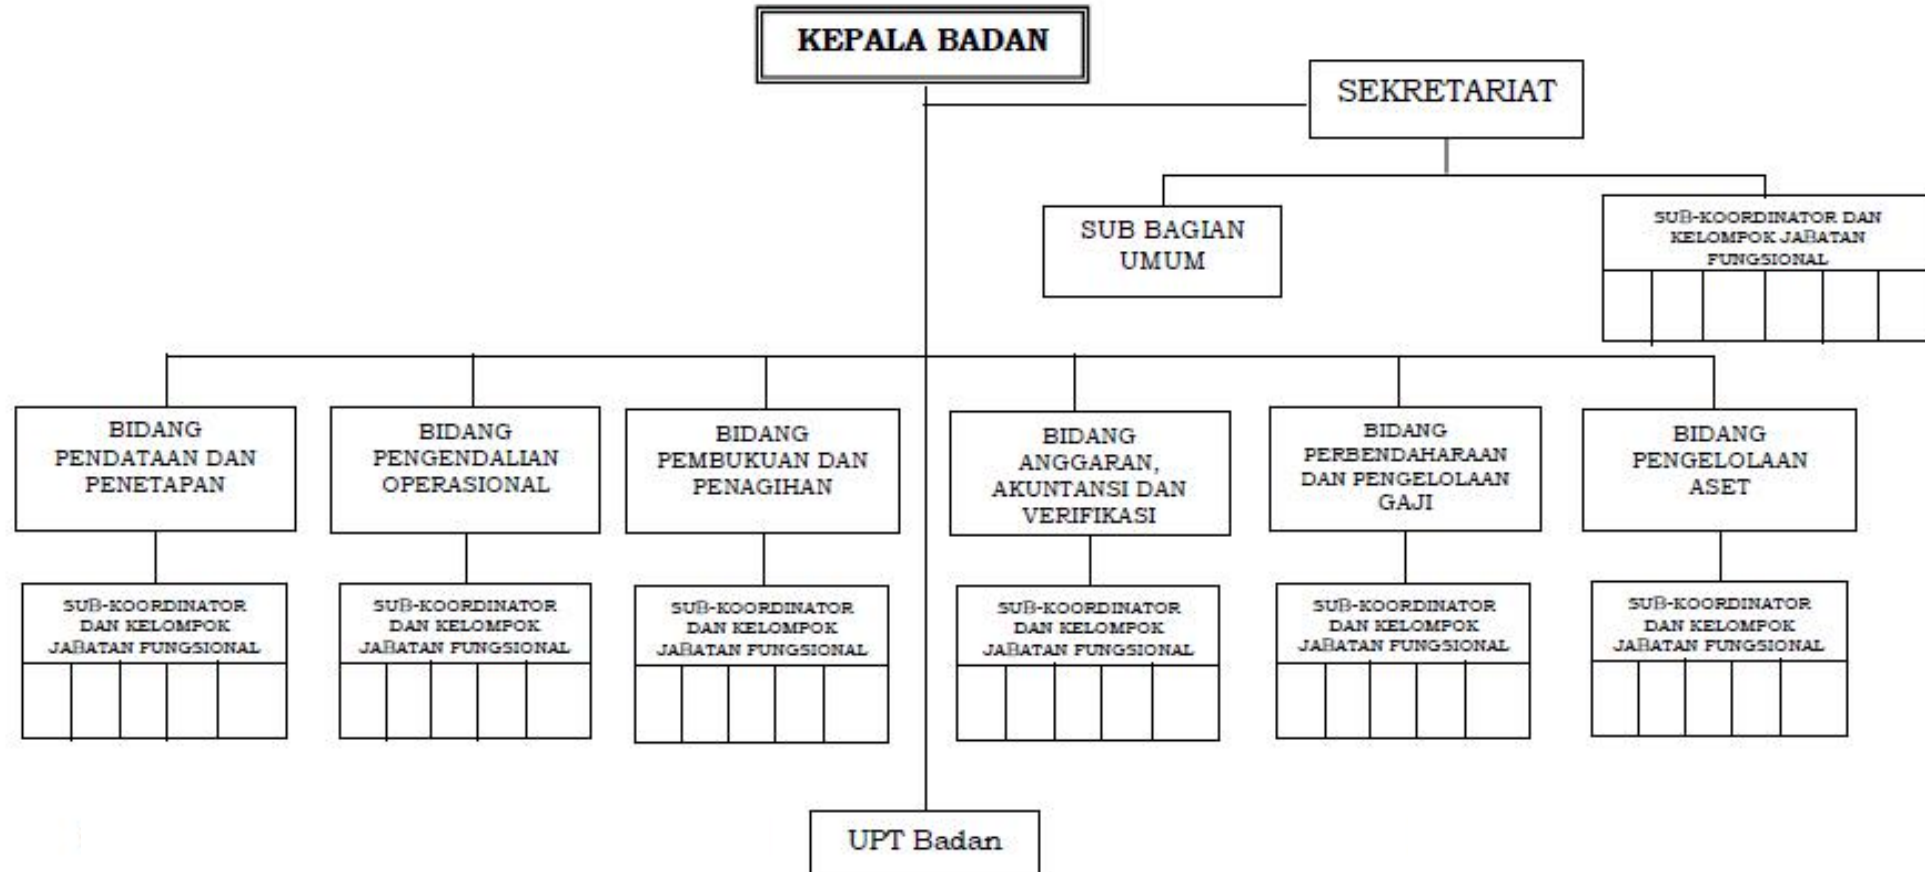 KEPALA BADAN
SEKRETARIAT
SUB BAGIAN
UMUM
SUB-KOORDINATOR DAN
KELOMPOK JABATAN
FUNGSIONAL
BIDANG
PENDATAAN DAN
PENETAPAN
BIDANG
PENGENDALIAN
OPERASIONAL
BIDANG
PEMBUKUAN DAN
PENAGIHAN
BIDANG
ANGGARAN,
AKUNTANSI DAN
VERIFIKASI
BIDANG
PERBENDAHARAAN
DAN PENGELOLAAN
GAJI
BIDANG
PENGELOLAAN
ASET
SUB-KOORDINATOR
DAN KELOMPOK
JABATAN FUNGSIONAL
SUB-KOORDINATOR
DAN KELOMPOK
JABATAN FUNGSIONAL
SUB-KOORDINATOR
DAN KELOMPOK
JABATAN FUNGSIONAL
SUB-KOORDINATOR
DAN KELOMPOK
JABATAN FUNGSIONAL
SUB-KOORDINATOR
DAN KELOMPOK
JABATAN FUNGSIONAL
SUB-KOORDINATOR
DAN KELOMPOK
JABATAN FUNGSIONAL
UPT Badan